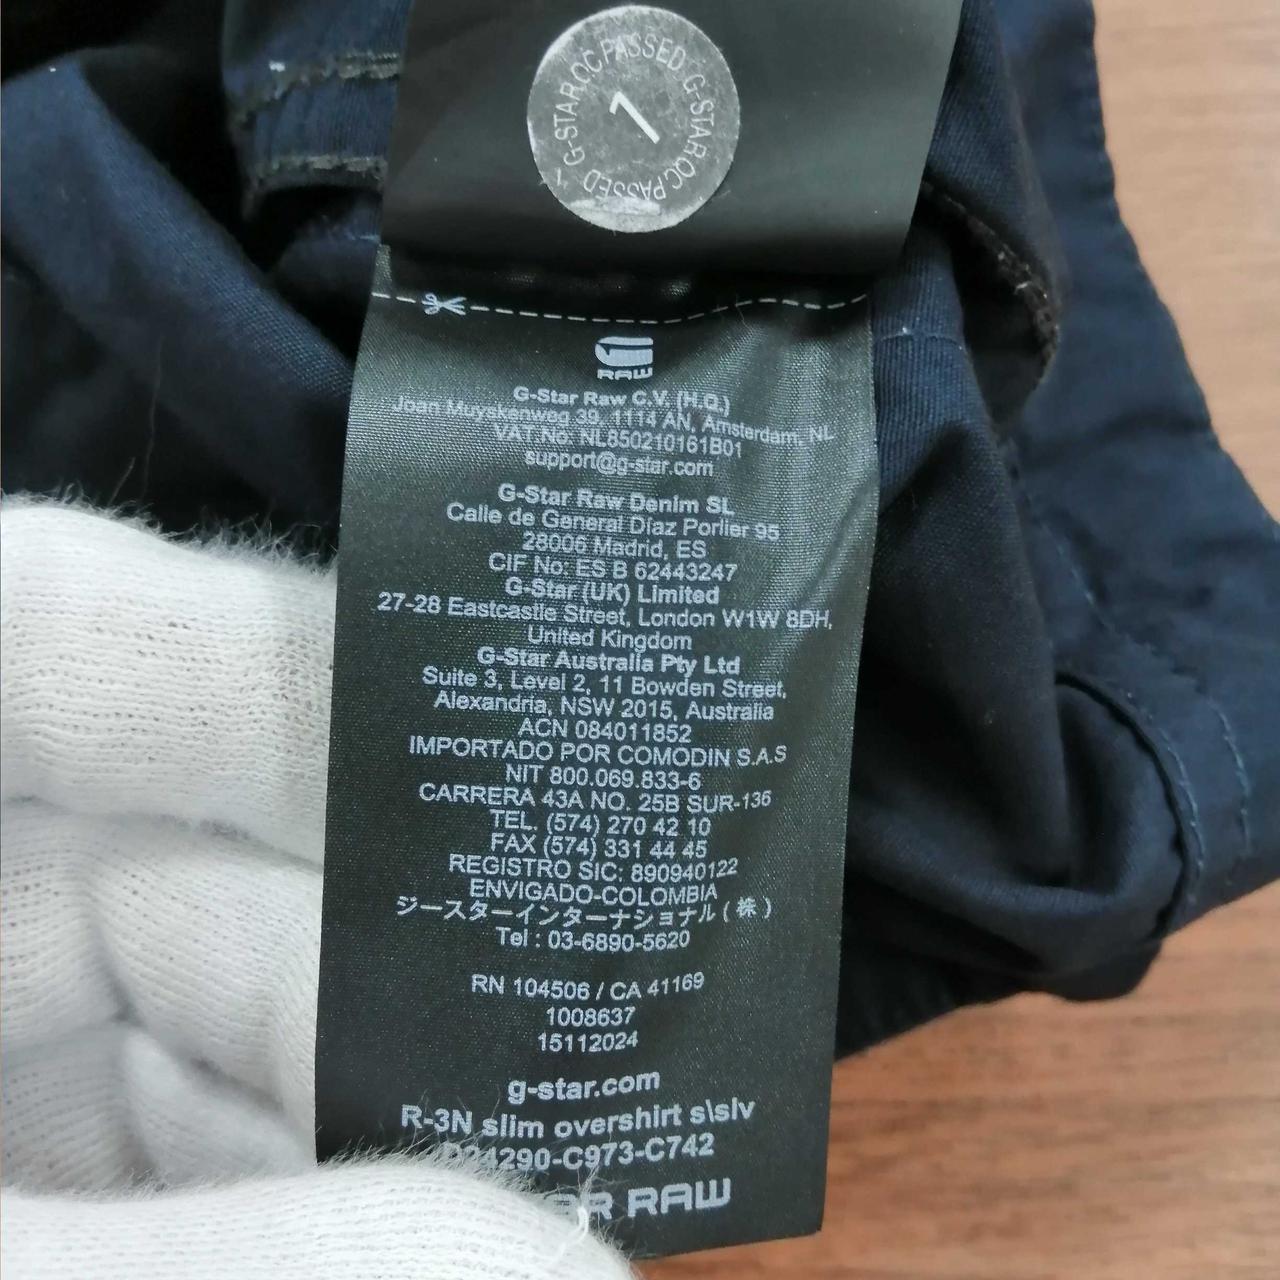 G-STAR QC PASSED G-STAR QC PASSED
1
RAW
G-Star Raw C.V. (H.Q.)
Joan Muyskenweg 39, 1114 AN, Amsterdam, NL
VAT.No: NL850210161B01
support@g-star.com
G-Star Raw Denim SL
Calle de General Díaz Porlier 95
28006 Madrid, ES
CIF No: ES B 62443247
G-Star (UK) Limited
27-28 Eastcastle Street, London W1W 8DH,
United Kingdom
G-Star Australia Pty Ltd
Suite 3, Level 2, 11 Bowden Street,
Alexandria, NSW 2015, Australia
ACN 084011852
IMPORTADO POR COMODIN S.A.S
NIT 800.069.833-6
CARRERA 43A NO. 25B SUR-136
TEL. (574) 270 42 10
FAX (574) 331 44 45
REGISTRO SIC: 890940122
ENVIGADO-COLOMBIA
ジースターインターナショナル(株)
Tel : 03-6890-5620
RN 104506 / CA 41169
1008637
15112024
g-star.com
R-3N slim overshirt s\slv
D24290-C973-C742
RAW